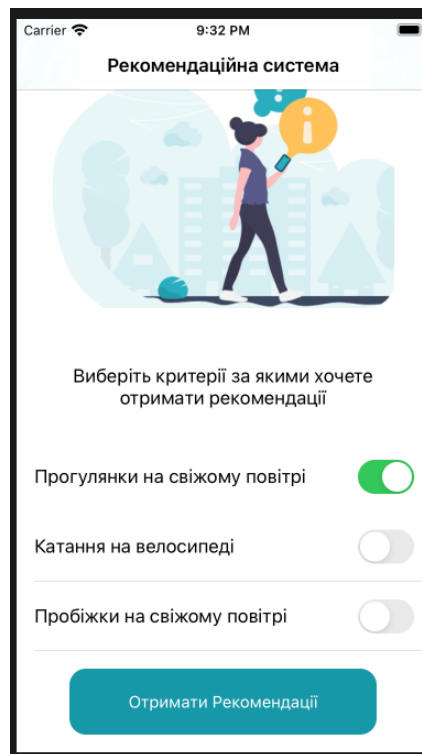 Carrier 9:32 PM
Рекомендаційна система
Виберіть критерії за якими хочете
отримати рекомендації
Прогулянки на свіжому повітрі
Катання на велосипеді
Пробіжки на свіжому повітрі
Отримати Рекомендації